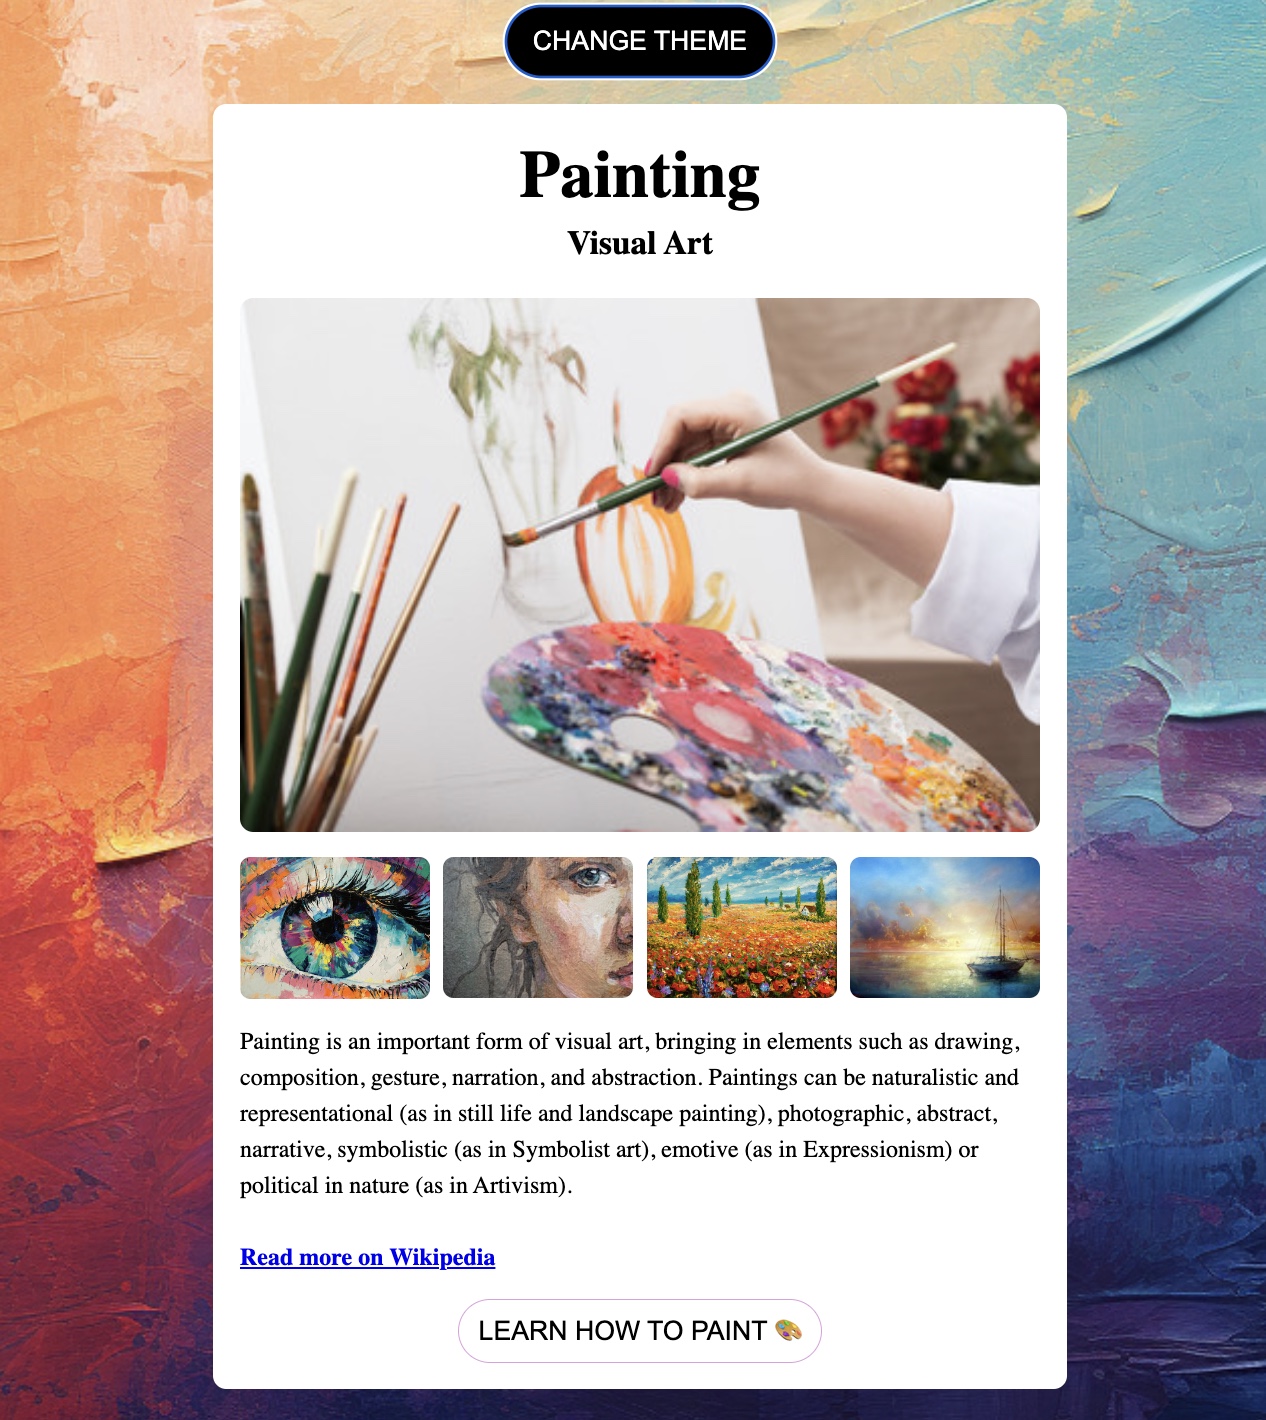 CHANGE THEME
Painting
Visual Art
Painting is an important form of visual art, bringing in elements such as drawing,
composition, gesture, narration, and abstraction. Paintings can be naturalistic and
representational (as in still life and landscape painting), photographic, abstract,
narrative, symbolistic (as in Symbolist art), emotive (as in Expressionism) or
political in nature (as in Artivism).
Read more on Wikipedia
LEARN HOW TO PAINT 🎨